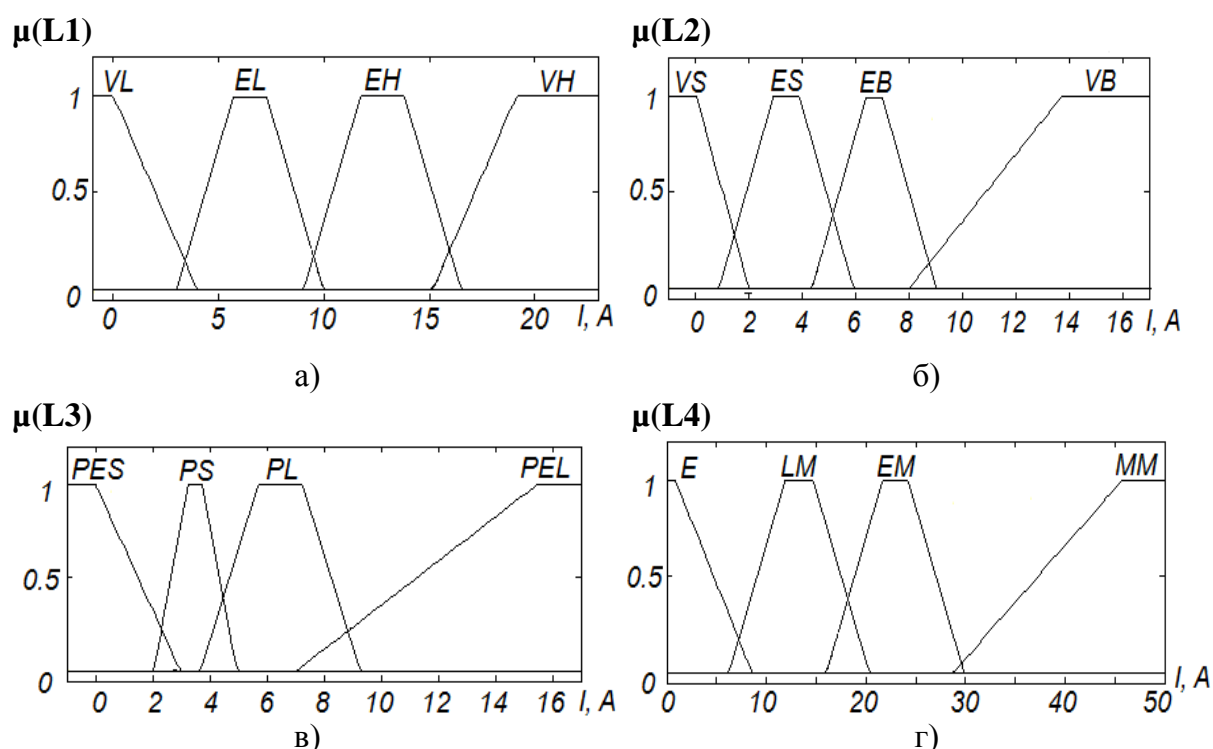 μ(L1)
VL EL EH VH
1
0.5
0
0 5 10 15 20 I, A
а)
μ(L2)
VS ES EB VB
1
0.5
0
0 2 4 6 8 10 12 14 16 I, A
б)
μ(L3)
PES PS PL PEL
1
0.5
0
0 2 4 6 8 10 12 14 16 I, A
в)
μ(L4)
E LM EM MM
1
0.5
0
0 10 20 30 40 50 I, A
г)